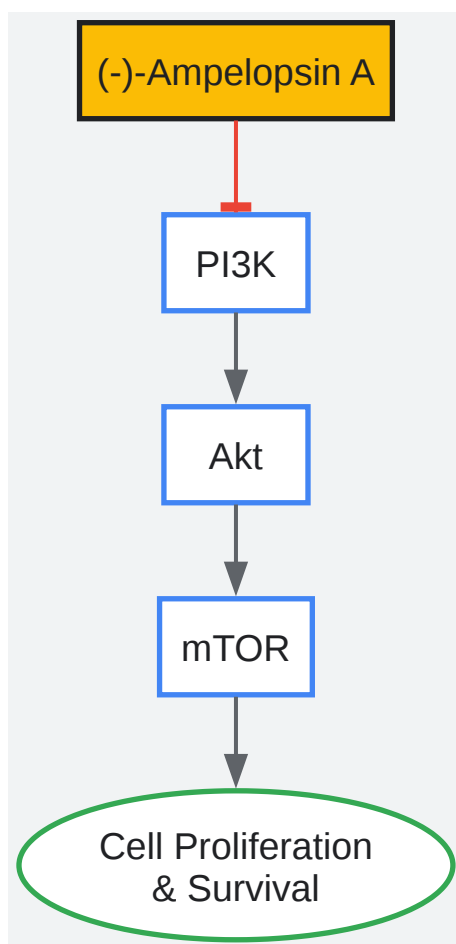 (-)-Ampelopsin A
PI3K
Akt
mTOR
Cell Proliferation
& Survival